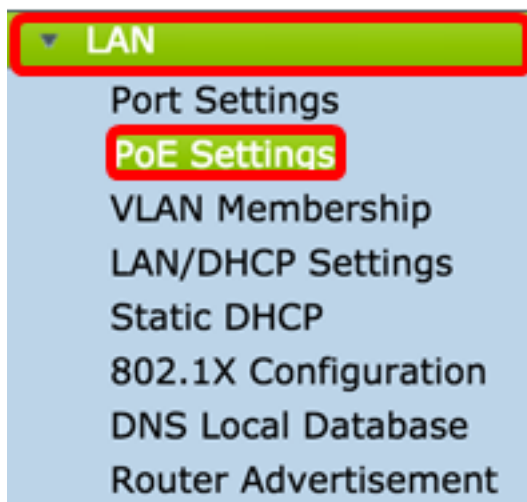 LAN
Port Settings
PoE Settings
VLAN Membership
LAN/DHCP Settings
Static DHCP
802.1X Configuration
DNS Local Database
Router Advertisement